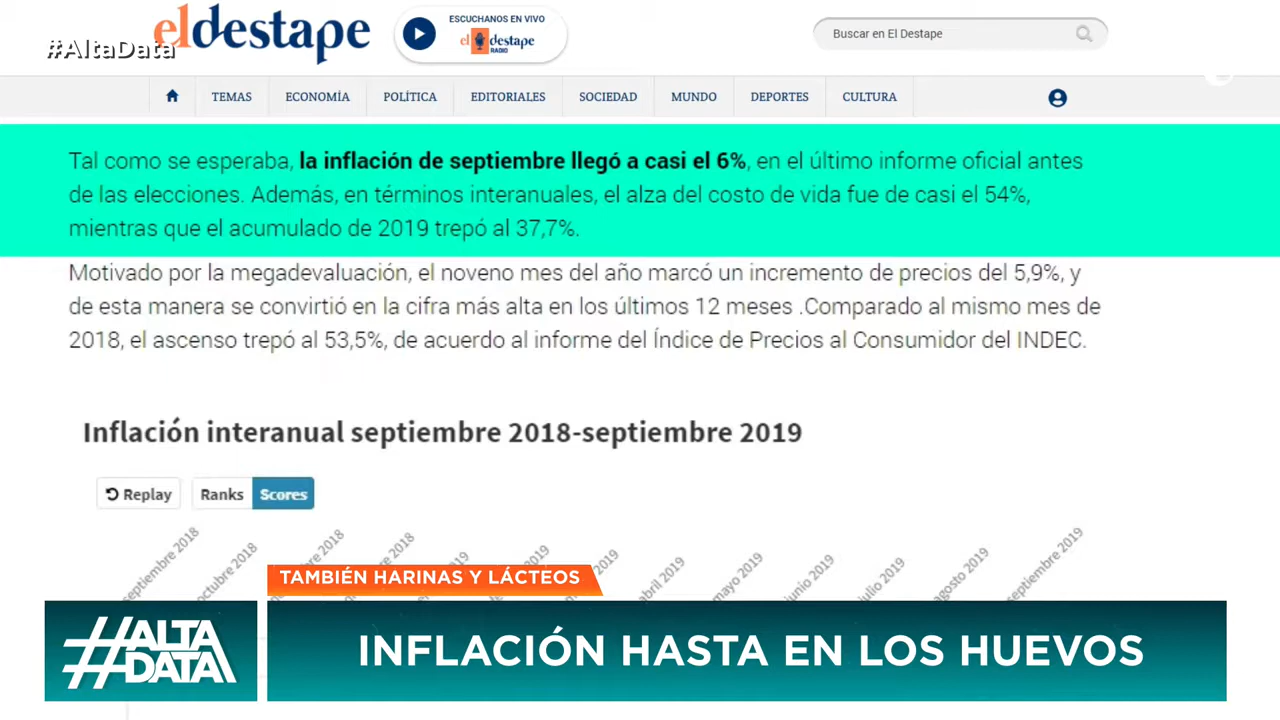 #AltaData
eldestape
ESCUCHANOS EN VIVO
el destape
RADIO
Buscar en El Destape
TEMAS
ECONOMÍA
POLÍTICA
EDITORIALES
SOCIEDAD
MUNDO
DEPORTES
CULTURA
Tal como se esperaba, la inflación de septiembre llegó a casi el 6%, en el último informe oficial antes
de las elecciones. Además, en términos interanuales, el alza del costo de vida fue de casi el 54%,
mientras que el acumulado de 2019 trepó al 37,7%.
Motivado por la megadevaluación, el noveno mes del año marcó un incremento de precios del 5,9%, y
de esta manera se convirtió en la cifra más alta en los últimos 12 meses .Comparado al mismo mes de
2018, el ascenso trepó al 53,5%, de acuerdo al informe del Índice de Precios al Consumidor del INDEC.
Inflación interanual septiembre 2018-septiembre 2019
Replay
Ranks
Scores
septiembre 2018
octubre 2018
2018
2018
2019
2019
2019
abril 2019
mayo 2019
junio 2019
julio 2019
agosto 2019
septiembre 2019
TAMBIÉN HARINAS Y LÁCTEOS
#ALTA
DATA
INFLACIÓN HASTA EN LOS HUEVOS